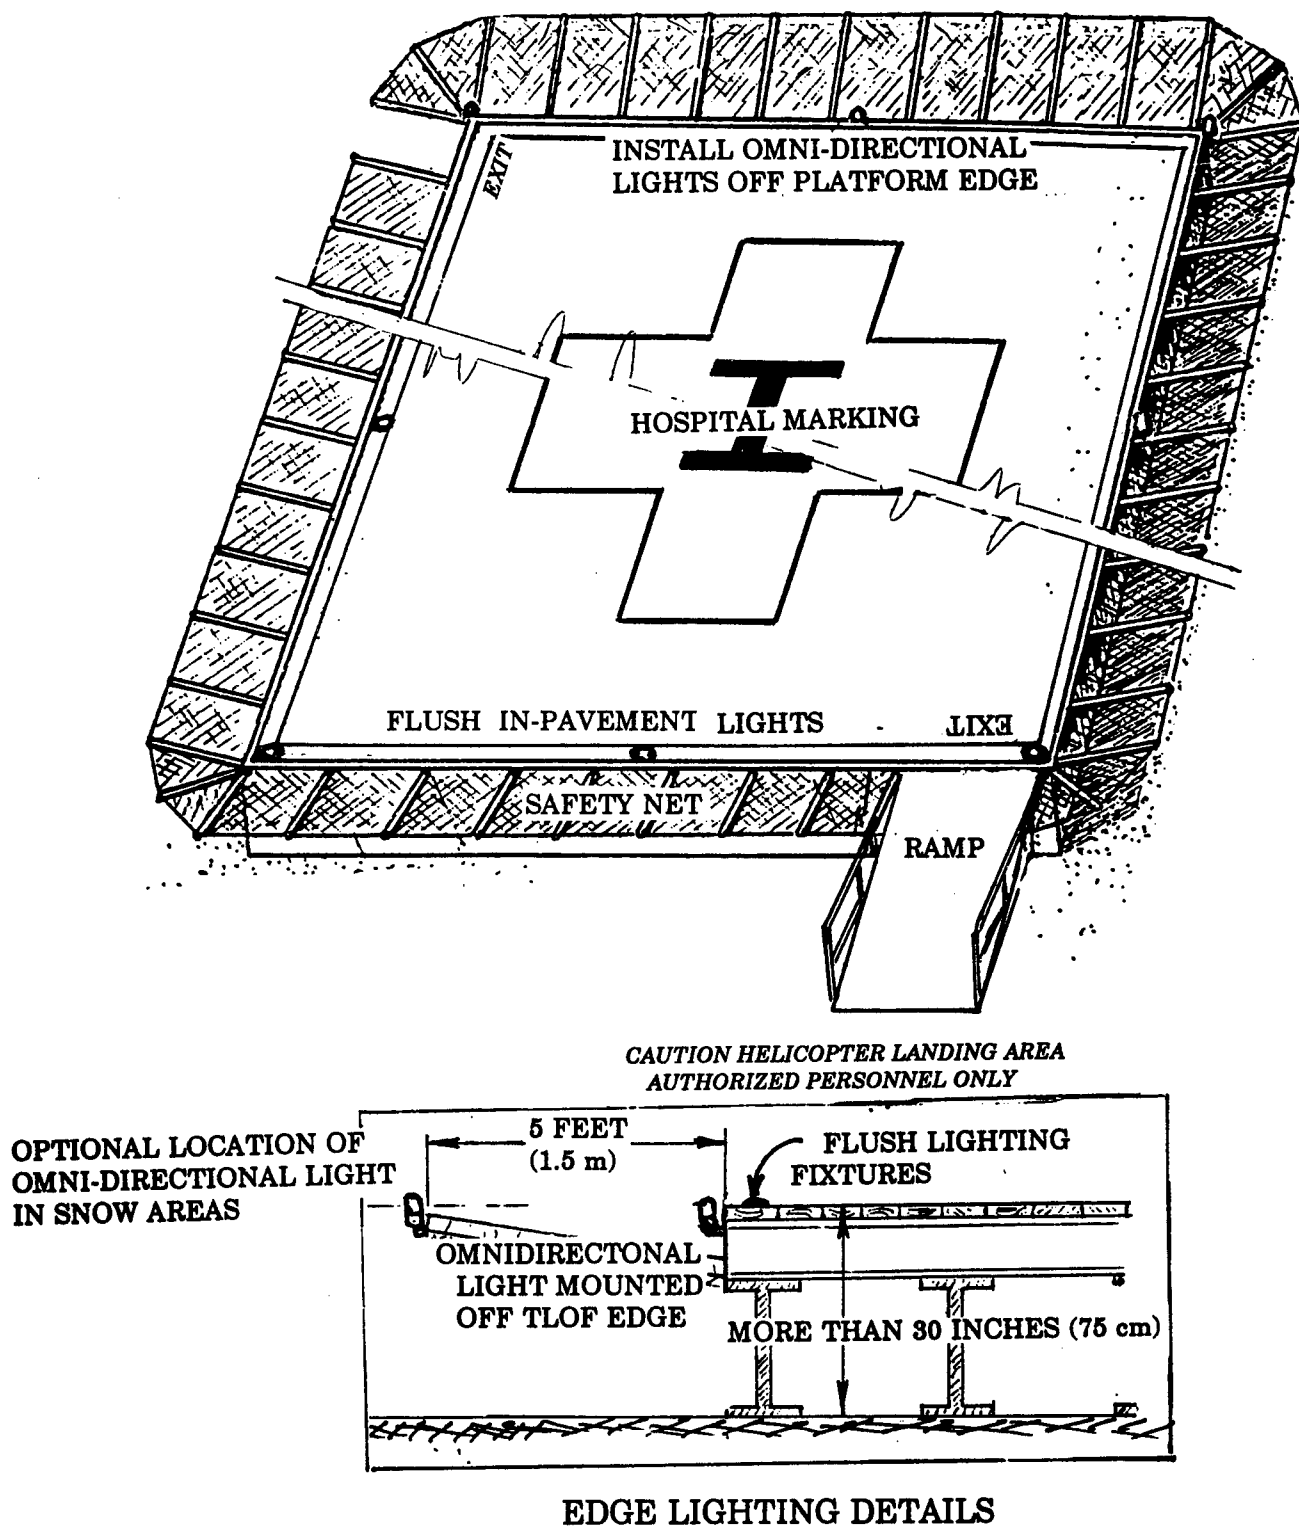 INSTALL OMNI-DIRECTIONAL
LIGHTS OFF PLATFORM EDGE
EXIT
H
HOSPITAL MARKING
FLUSH IN-PAVEMENT LIGHTS
EXIT
SAFETY NET
RAMP
CAUTION HELICOPTER LANDING AREA
AUTHORIZED PERSONNEL ONLY
OPTIONAL LOCATION OF
OMNI-DIRECTIONAL LIGHT
IN SNOW AREAS
5 FEET
(1.5 m)
FLUSH LIGHTING
FIXTURES
OMNIDIRECTONAL
LIGHT MOUNTED
OFF TLOF EDGE
MORE THAN 30 INCHES (75 cm)
EDGE LIGHTING DETAILS